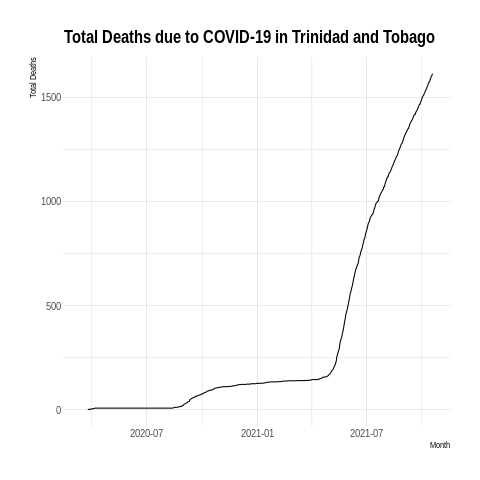 Total Deaths due to COVID-19 in Trinidad and Tobago
Total Deaths
1500
1000
500
0
2020-07 2021-01 2021-07
Month